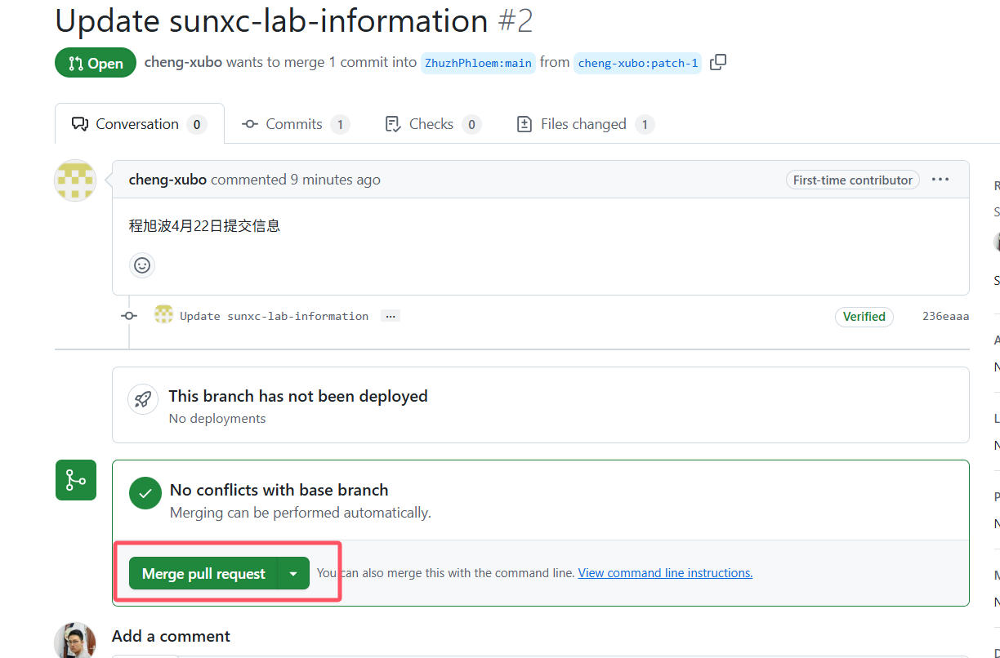 Update sunxc-lab-information #2
Open cheng-xubo wants to merge 1 commit into ZhuzhPhloem:main from cheng-xubo:patch-1
Conversation 0 Commits 1 Checks 0 Files changed 1
cheng-xubo commented 9 minutes ago First-time contributor ...
程旭波4月22日提交信息
Update sunxc-lab-information ... Verified 236eaaa
This branch has not been deployed
No deployments
No conflicts with base branch
Merging can be performed automatically.
Merge pull request You can also merge this with the command line. View command line instructions.
Add a comment